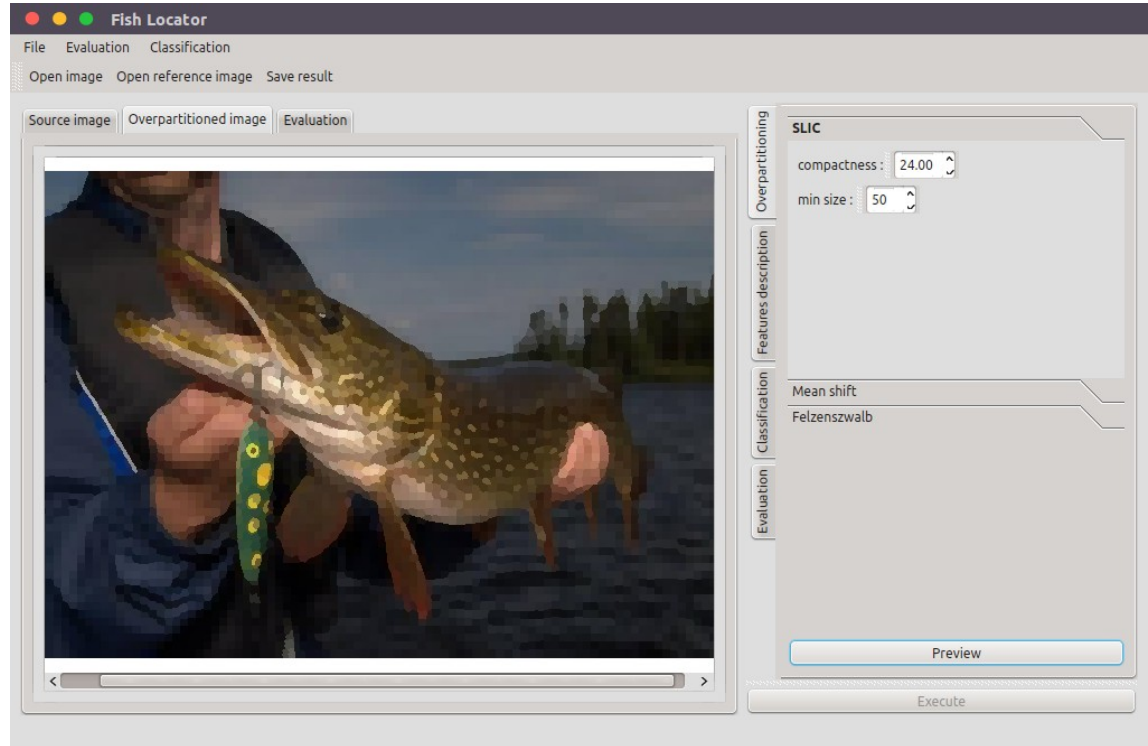 Fish Locator
File Evaluation Classification
Open image Open reference image Save result
Source image Overpartitioned image Evaluation
Overpartitioning
Features description
Classification
Evaluation
SLIC
compactness : 24.00
min size : 50
Mean shift
Felzenszwalb
Preview
Execute